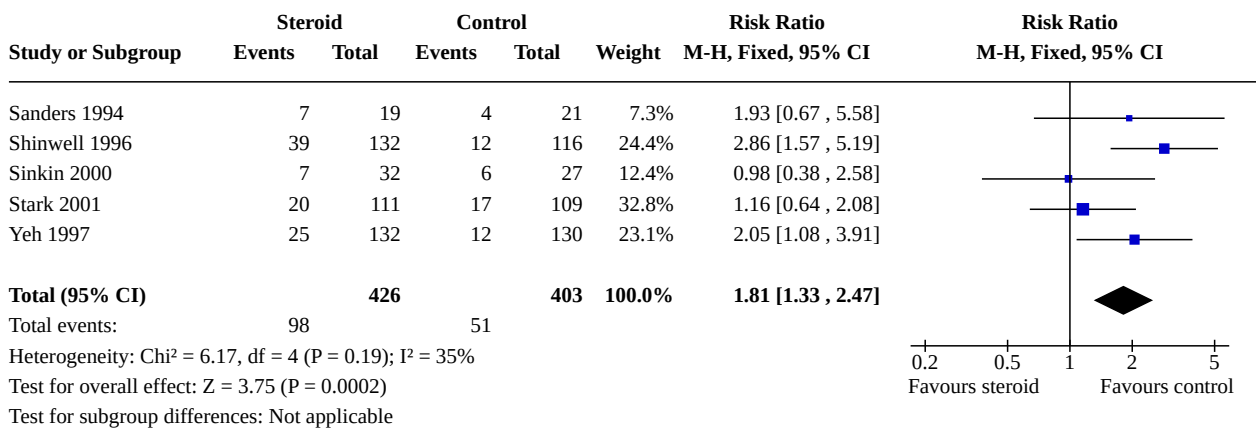 Steroid Control Risk Ratio Risk Ratio
Study or Subgroup Events Total Events Total Weight M-H, Fixed, 95% CI M-H, Fixed, 95% CI
Sanders 1994 7 19 4 21 7.3% 1.93 [0.67 , 5.58]
Shinwell 1996 39 132 12 116 24.4% 2.86 [1.57 , 5.19]
Sinkin 2000 7 32 6 27 12.4% 0.98 [0.38 , 2.58]
Stark 2001 20 111 17 109 32.8% 1.16 [0.64 , 2.08]
Yeh 1997 25 132 12 130 23.1% 2.05 [1.08 , 3.91]
Total (95% CI) 426 403 100.0% 1.81 [1.33 , 2.47]
Total events: 98 51
Heterogeneity: Chi² = 6.17, df = 4 (P = 0.19); I² = 35%
Test for overall effect: Z = 3.75 (P = 0.0002)
Test for subgroup differences: Not applicable
0.2 0.5 1 2 5
Favours steroid Favours control